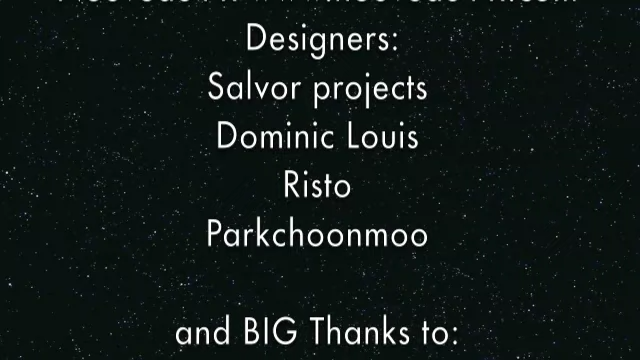 Designers:
Salvor projects
Dominic Louis
Risto
Parkchoonmoo
and BIG Thanks to: